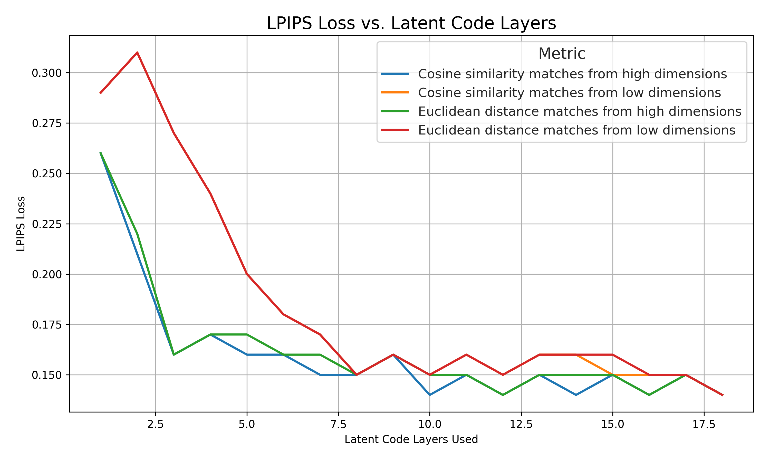 LPIPS Loss vs. Latent Code Layers
Metric
Cosine similarity matches from high dimensions
Cosine similarity matches from low dimensions
Euclidean distance matches from high dimensions
Euclidean distance matches from low dimensions
LPIPS Loss
0.300
0.275
0.250
0.225
0.200
0.175
0.150
2.5 5.0 7.5 10.0 12.5 15.0 17.5
Latent Code Layers Used